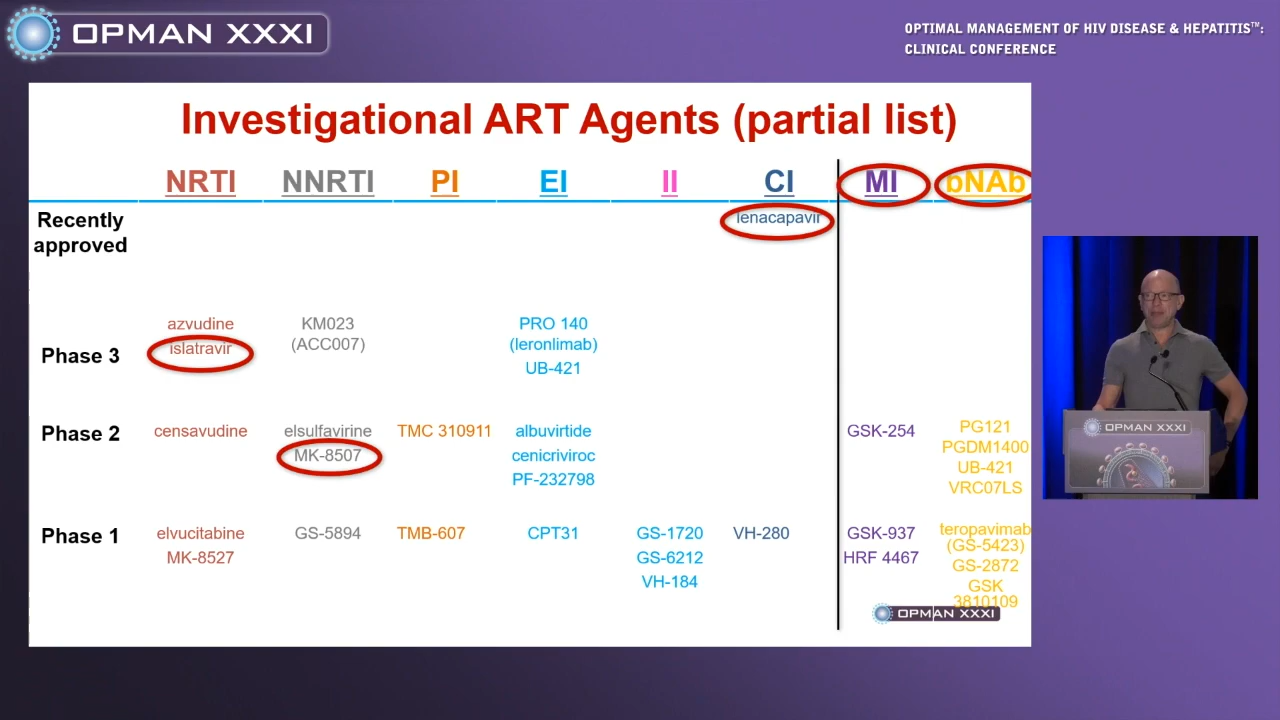 OPMAN XXXI
OPTIMAL MANAGEMENT OF HIV DISEASE & HEPATITIS™:
CLINICAL CONFERENCE
Investigational ART Agents (partial list)
NRTI NNRTI PI EI II CI MI bNAb
Recently
approved
lenacapavir
Phase 3
azvudine
islatravir
KM023
(ACC007)
PRO 140
(leronlimab)
UB-421
Phase 2
censavudine
elsulfavirine
MK-8507
TMC 310911
albuvirtide
cenicriviroc
PF-232798
GSK-254
PG121
PGDM1400
UB-421
VRC07LS
Phase 1
elvucitabine
MK-8527
GS-5894
TMB-607
CPT31
GS-1720
GS-6212
VH-184
VH-280
GSK-937
HRF 4467
teropavimab
(GS-5423)
GS-2872
GSK
3810109
OPMAN XXXI
OPMAN XXXI